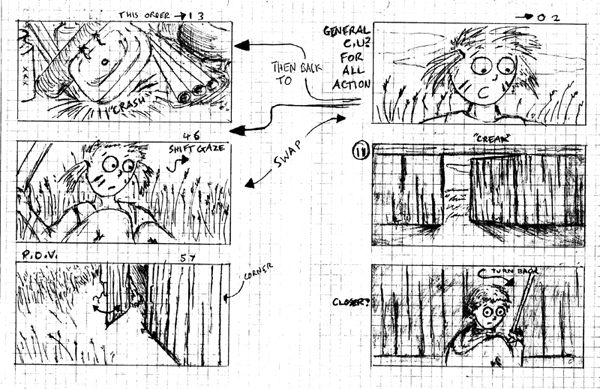 THIS ORDER → 1 3
"CRASH"
XXX
THEN BACK
TO
GENERAL
C.U?
FOR
ALL
ACTION
→ 0 2
4 6
SHIFT GAZE
SWAP
"CREAK"
11
P.O.V.
5 7
CORNER
CLOSER?
TURN BACK